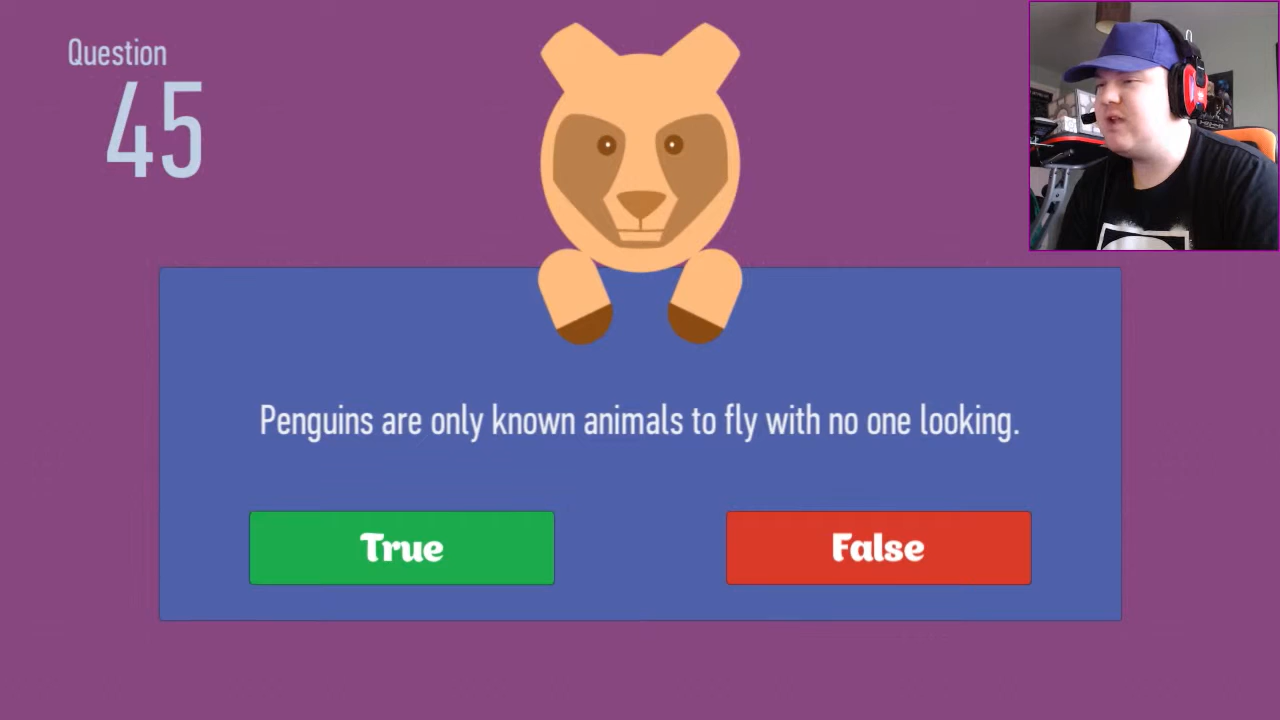 Question
45
Penguins are only known animals to fly with no one looking.
True
False